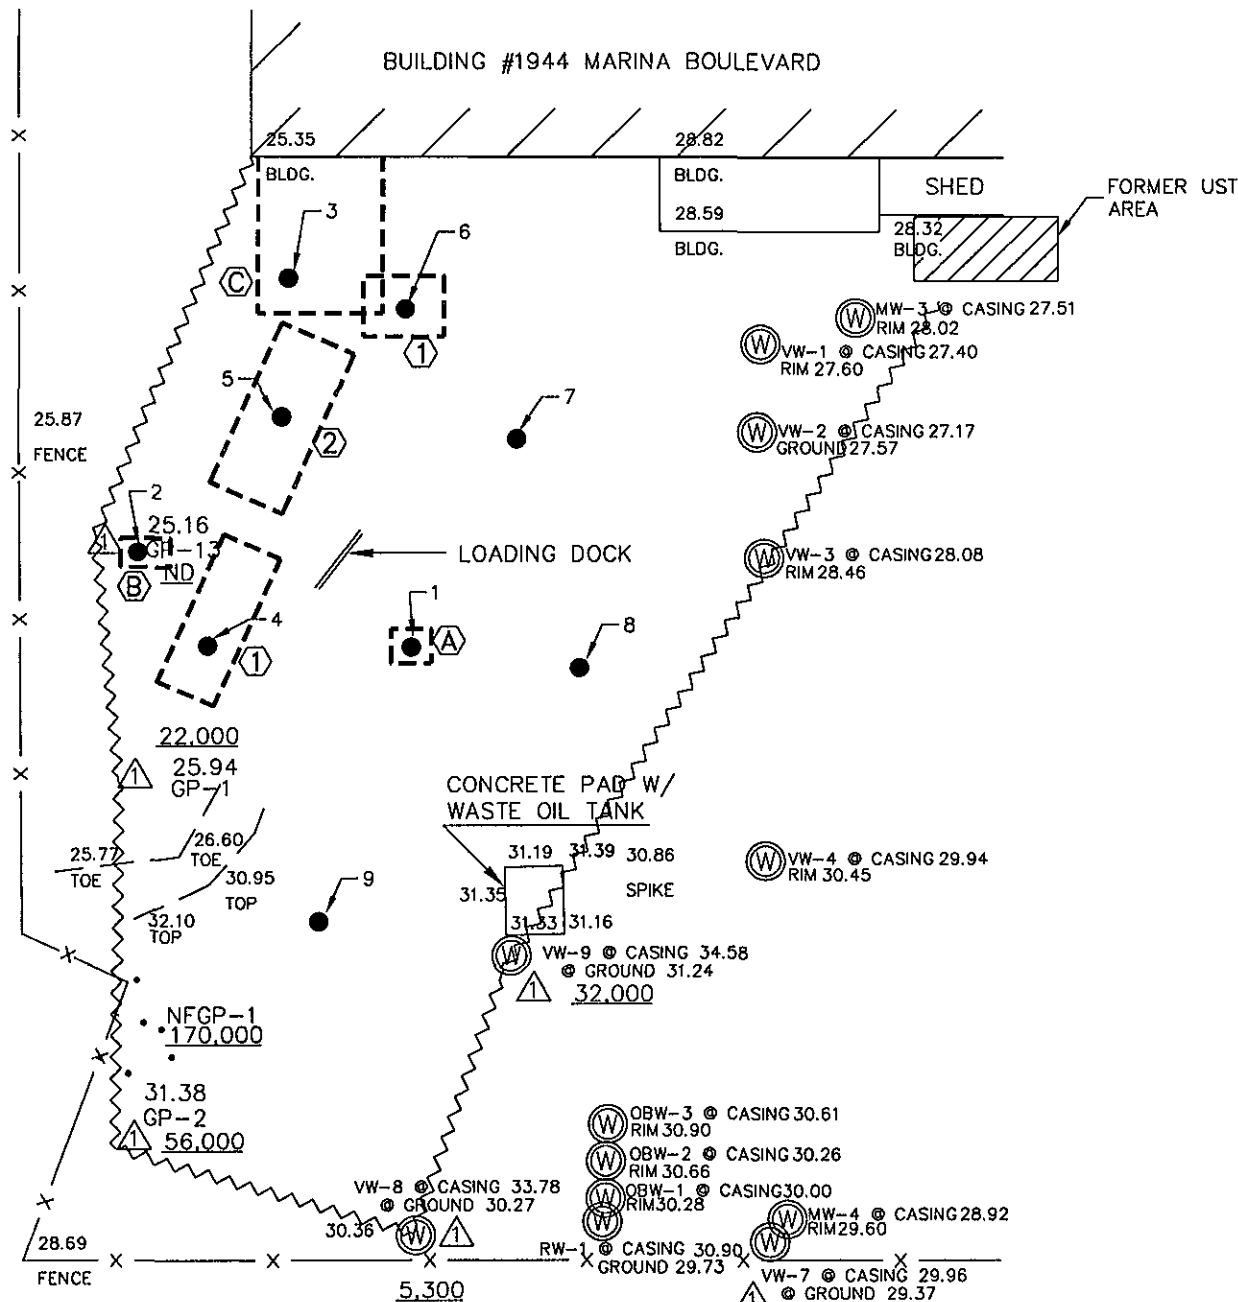 BUILDING #1944 MARINA BOULEVARD
25.35
BLDG.
28.82
BLDG.
28.59
BLDG.
SHED
28.32
BLDG.
FORMER UST
AREA
3
6
C
1
MW-3 @ CASING 27.51
RIM 28.02
VW-1 @ CASING 27.40
RIM 27.60
5
7
2
25.87
FENCE
VW-2 @ CASING 27.17
GROUND 27.57
2
25.16
GP-13
ND
1
B
LOADING DOCK
VW-3 @ CASING 28.08
RIM 28.46
4
1
1
A
8
22,000
25.94
GP-1
1
CONCRETE PAD W/
WASTE OIL TANK
25.77
TOE
26.60
TOE
30.95
TOP
32.10
TOP
31.19
31.39
30.86
SPIKE
31.35
31.33
31.16
VW-4 @ CASING 29.94
RIM 30.45
9
VW-9 @ CASING 34.58
@ GROUND 31.24
1
32,000
NFGP-1
170,000
31.38
GP-2
56,000
1
OBW-3 @ CASING 30.61
RIM 30.90
OBW-2 @ CASING 30.26
RIM 30.66
OBW-1 @ CASING 30.00
RIM 30.28
VW-8 @ CASING 33.78
@ GROUND 30.27
30.36
1
MW-4 @ CASING 28.92
RIM 29.60
RW-1 @ CASING 30.90
GROUND 29.73
28.69
FENCE
5,300
VW-7 @ CASING 29.96
@ GROUND 29.37
1
W
W
W
W
W
W
W
W
W
W
W
W
W